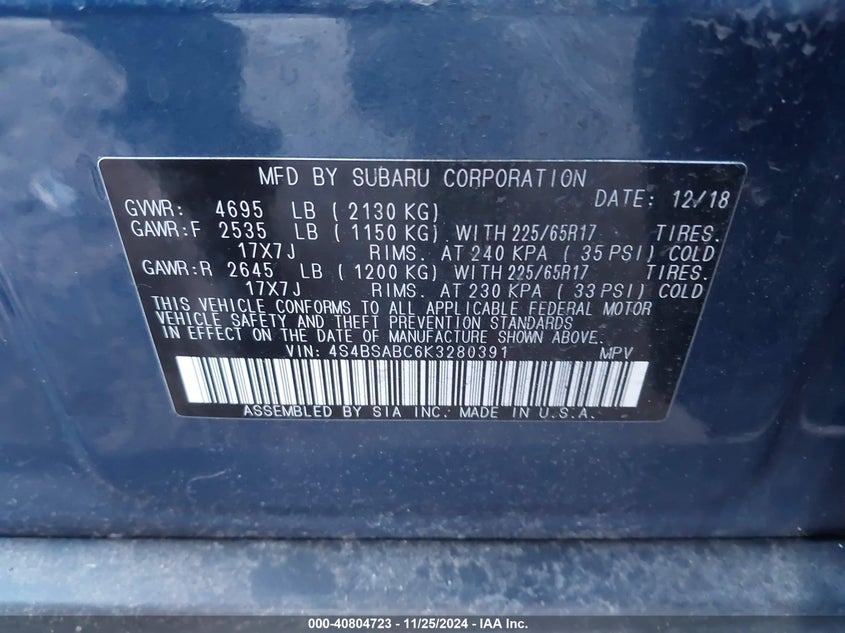 MFD BY SUBARU CORPORATION
DATE: 12/18
GVWR: 4695 LB ( 2130 KG)
GAWR:F 2535 LB ( 1150 KG) WITH 225/65R17 TIRES.
17X7J RIMS. AT 240 KPA ( 35 PSI) COLD
GAWR:R 2645 LB ( 1200 KG) WITH 225/65R17 TIRES.
17X7J RIMS. AT 230 KPA ( 33 PSI) COLD
THIS VEHICLE CONFORMS TO ALL APPLICABLE FEDERAL MOTOR
VEHICLE SAFETY AND THEFT PREVENTION STANDARDS
IN EFFECT ON THE DATE OF MANUFACTURE SHOWN ABOVE.
VIN: 4S4BSABC6K3280391 MPV
ASSEMBLED BY SIA INC. MADE IN U.S.A.
000-40804723 - 11/25/2024 - IAA Inc.